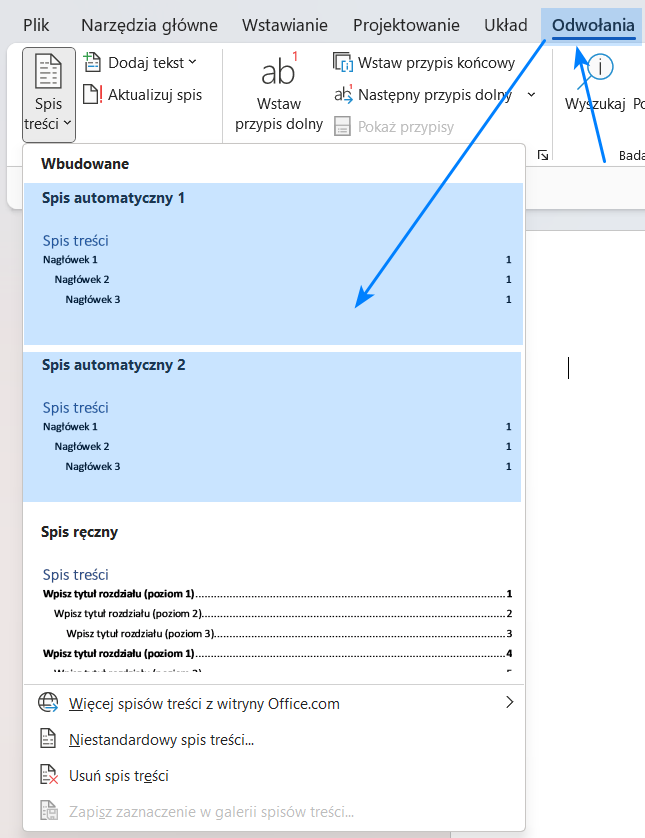 Plik Narzędzia główne Wstawianie Projektowanie Układ Odwołania
Spis treści
Dodaj tekst
Aktualizuj spis
ab1
Wstaw przypis dolny
Wstaw przypis końcowy
ab Następny przypis dolny
Pokaż przypisy
Wyszukaj
Wbudowane
Spis automatyczny 1
Spis treści
Nagłówek 1 1
Nagłówek 2 1
Nagłówek 3 1
Spis automatyczny 2
Spis treści
Nagłówek 1 1
Nagłówek 2 1
Nagłówek 3 1
Spis ręczny
Spis treści
Wpisz tytuł rozdziału (poziom 1)........1
Wpisz tytuł rozdziału (poziom 2)........2
Wpisz tytuł rozdziału (poziom 3)........3
Wpisz tytuł rozdziału (poziom 1)........4
Więcej spisów treści z witryny Office.com
Niestandardowy spis treści...
Usuń spis treści
Zapisz zaznaczenie w galerii spisów treści...